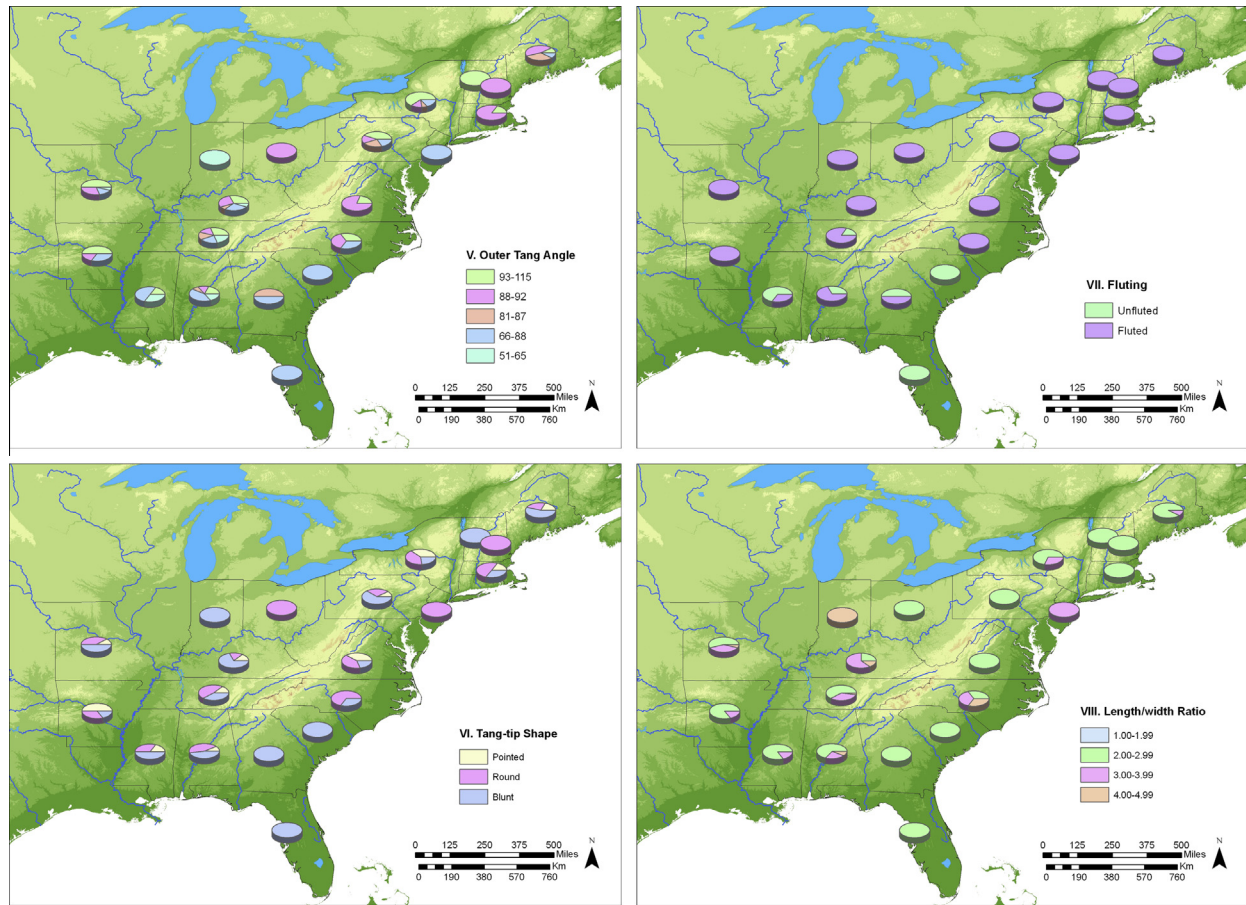 V. Outer Tang Angle
93-115
88-92
81-87
66-88
51-65
0 125 250 375 500
Miles
Km
0 190 380 570 760
N
VII. Fluting
Unfluted
Fluted
0 125 250 375 500
Miles
Km
0 190 380 570 760
N
VI. Tang-tip Shape
Pointed
Round
Blunt
0 125 250 375 500
Miles
Km
0 190 380 570 760
N
VIII. Length/width Ratio
1.00-1.99
2.00-2.99
3.00-3.99
4.00-4.99
0 125 250 375 500
Miles
Km
0 190 380 570 760
N